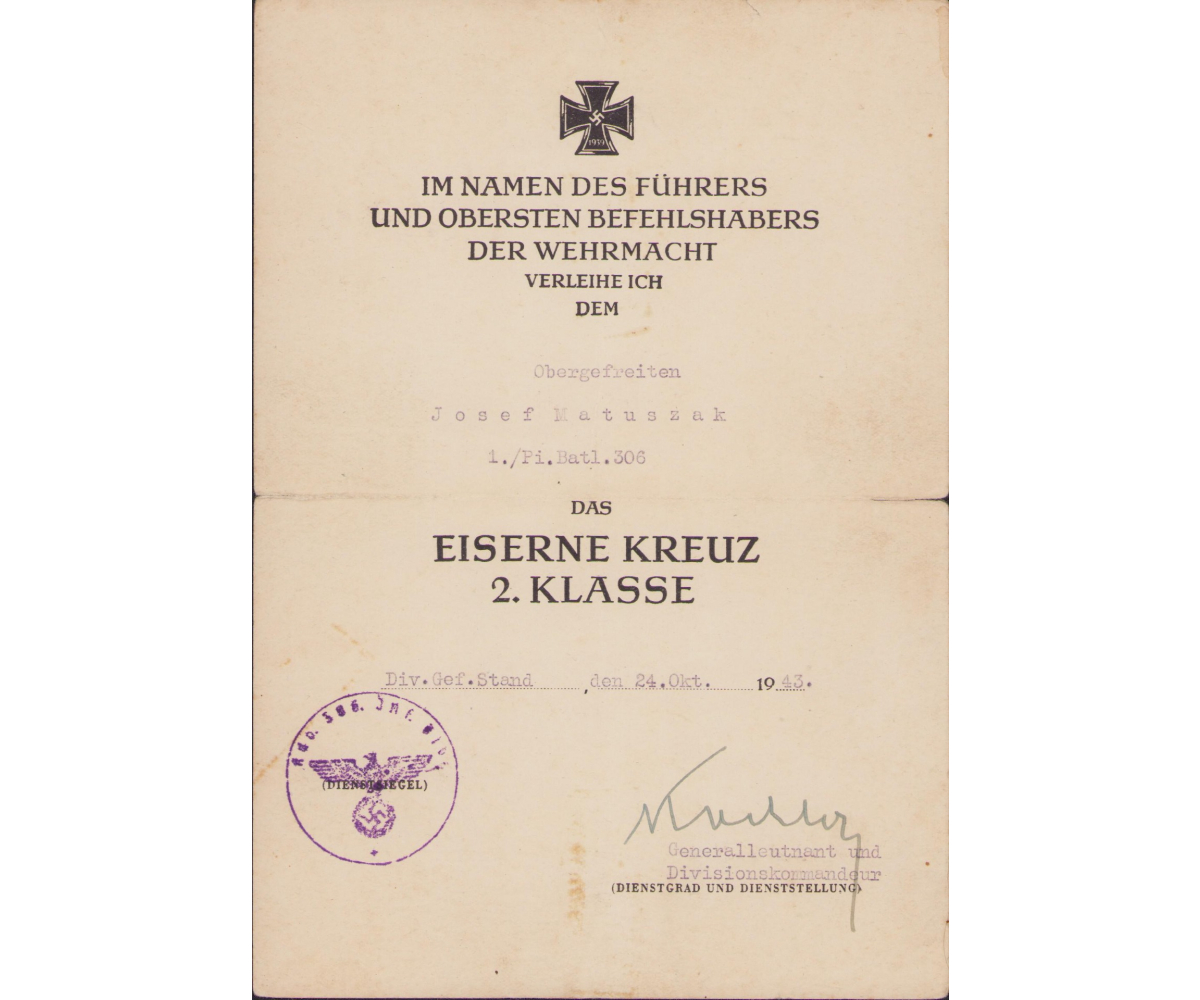 1939
IM NAMEN DES FÜHRERS
UND OBERSTEN BEFEHLSHABERS
DER WEHRMACHT
VERLEIHE ICH
DEM
Obergefreiten
Josef Matuszak
1./Pi.Batl.306
DAS
EISERNE KREUZ
2. KLASSE
Div.Gef.Stand, den 24.Okt. 1943.
306. Inf.
(DIENSTSIEGEL)
Generalleutnant und
Divisionskommandeur
(DIENSTGRAD UND DIENSTSTELLUNG)